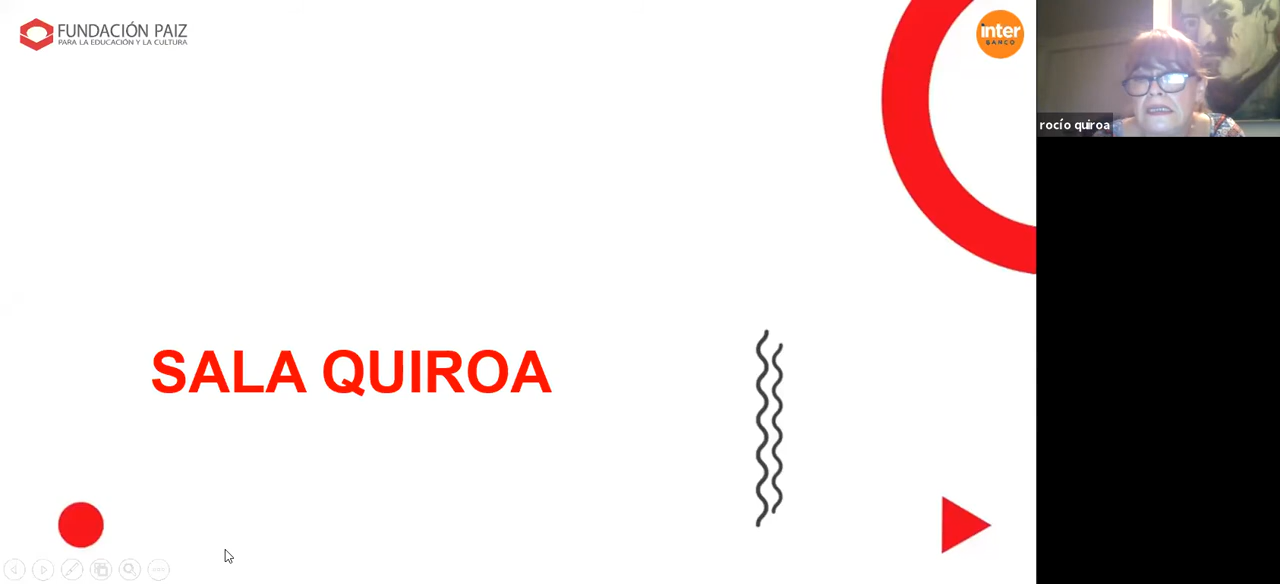 FUNDACIÓN PAIZ
PARA LA EDUCACIÓN Y LA CULTURA
inter
BANCO
rocío quiroa
SALA QUIROA